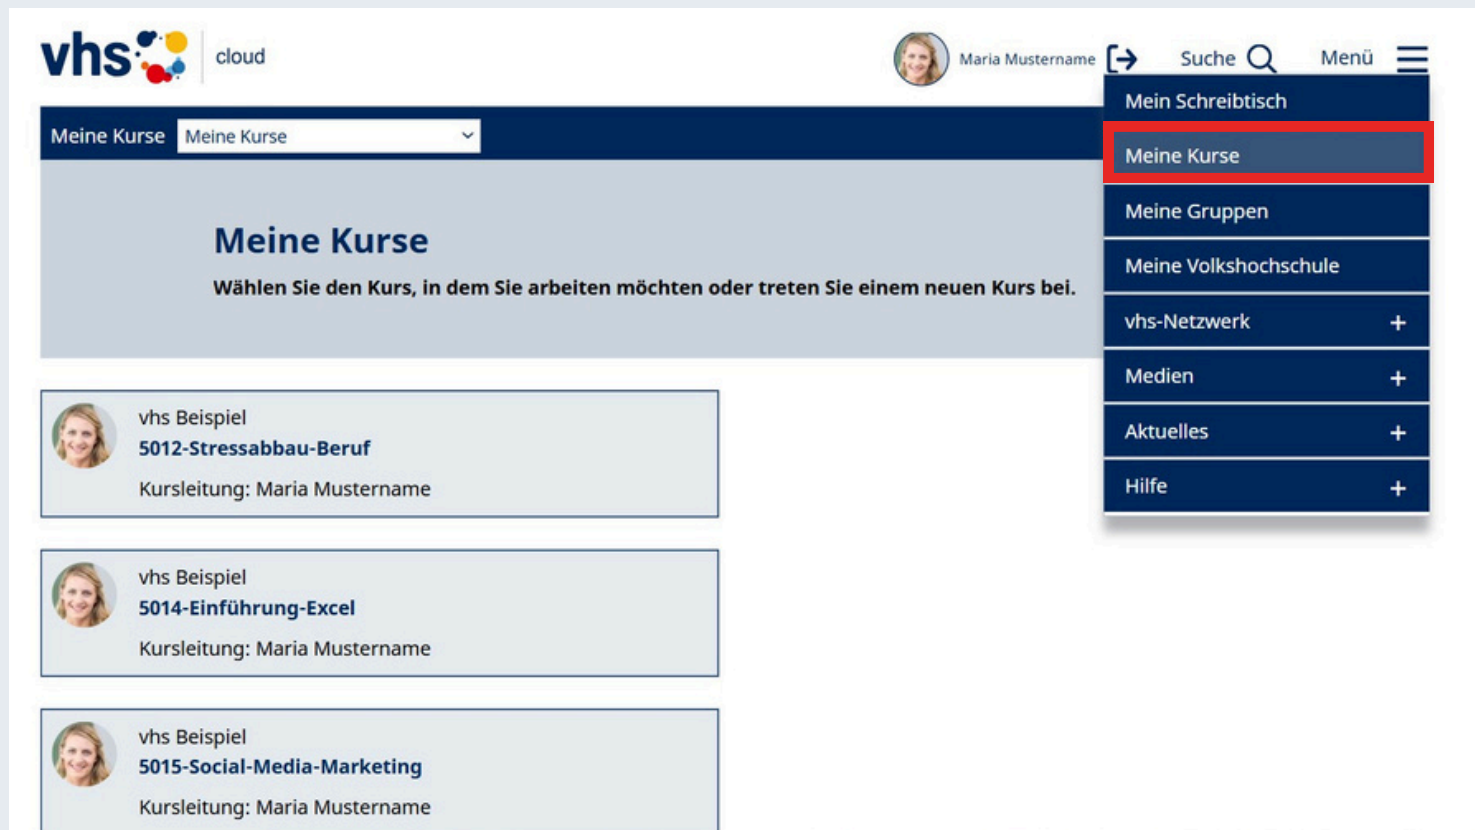 vhs cloud
Maria Mustername
Suche
Menü
Meine Kurse
Meine Kurse
Mein Schreibtisch
Meine Kurse
Meine Gruppen
Meine Volkshochschule
vhs-Netzwerk +
Medien +
Aktuelles +
Hilfe +
Meine Kurse
Wählen Sie den Kurs, in dem Sie arbeiten möchten oder treten Sie einem neuen Kurs bei.
vhs Beispiel
5012-Stressabbau-Beruf
Kursleitung: Maria Mustername
vhs Beispiel
5014-Einführung-Excel
Kursleitung: Maria Mustername
vhs Beispiel
5015-Social-Media-Marketing
Kursleitung: Maria Mustername